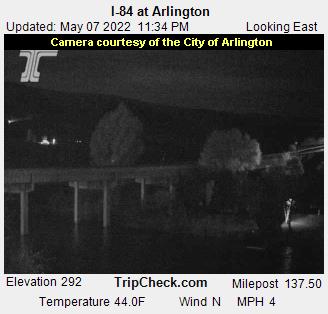 I-84 at Arlington
Updated: May 07 2022 11:34 PM Looking East
Camera courtesy of the City of Arlington
Elevation 292 TripCheck.com Milepost 137.50
Temperature 44.0F Wind N MPH 4